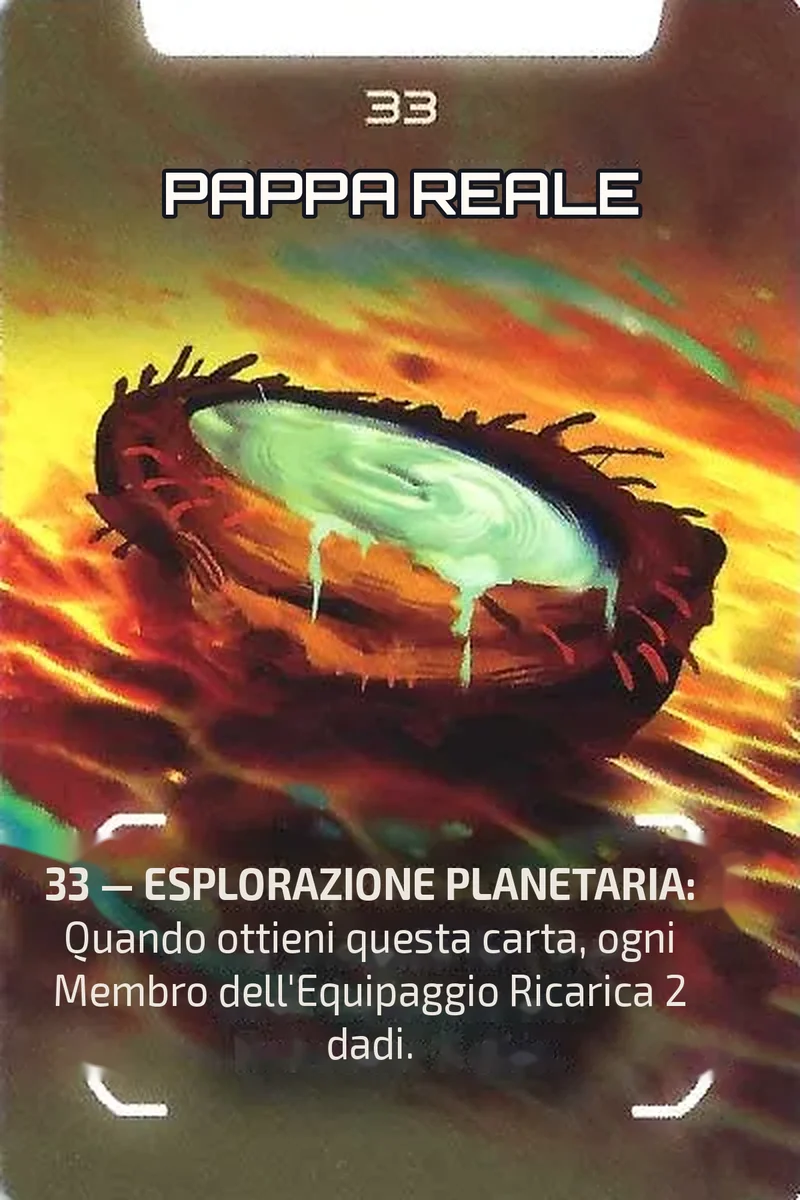 33
PAPPA REALE
33 — ESPLORAZIONE PLANETARIA:
Quando ottieni questa carta, ogni
Membro dell'Equipaggio Ricarica 2
dadi.